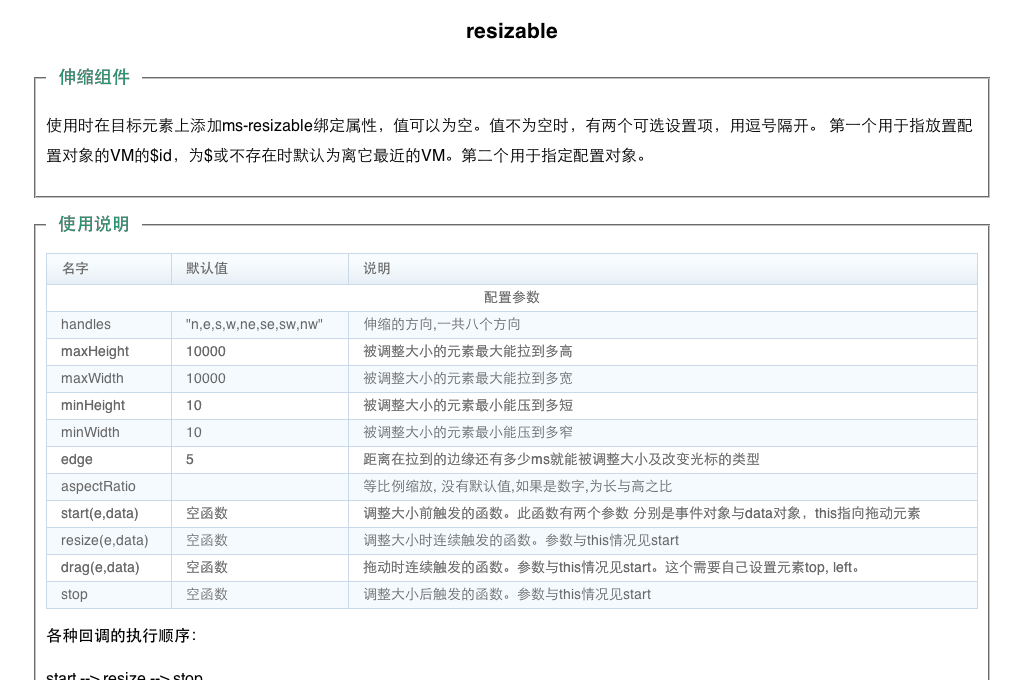 resizable
伸缩组件
使用时在目标元素上添加ms-resizable绑定属性，值可以为空。值不为空时，有两个可选设置项，用逗号隔开。 第一个用于指放置配
置对象的VM的$id，为$或不存在时默认为离它最近的VM。第二个用于指定配置对象。
使用说明
名字 默认值 说明
配置参数
handles "n,e,s,w,ne,se,sw,nw" 伸缩的方向,一共八个方向
maxHeight 10000 被调整大小的元素最大能拉到多高
maxWidth 10000 被调整大小的元素最大能拉到多宽
minHeight 10 被调整大小的元素最小能压到多短
minWidth 10 被调整大小的元素最小能压到多窄
edge 5 距离在拉到的边缘还有多少ms就能被调整大小及改变光标的类型
aspectRatio 等比例缩放, 没有默认值,如果是数字,为长与高之比
start(e,data) 空函数 调整大小前触发的函数。此函数有两个参数 分别是事件对象与data对象，this指向拖动元素
resize(e,data) 空函数 调整大小时连续触发的函数。参数与this情况见start
drag(e,data) 空函数 拖动时连续触发的函数。参数与this情况见start。这个需要自己设置元素top, left。
stop 空函数 调整大小后触发的函数。参数与this情况见start
各种回调的执行顺序：
start --> resize --> stop